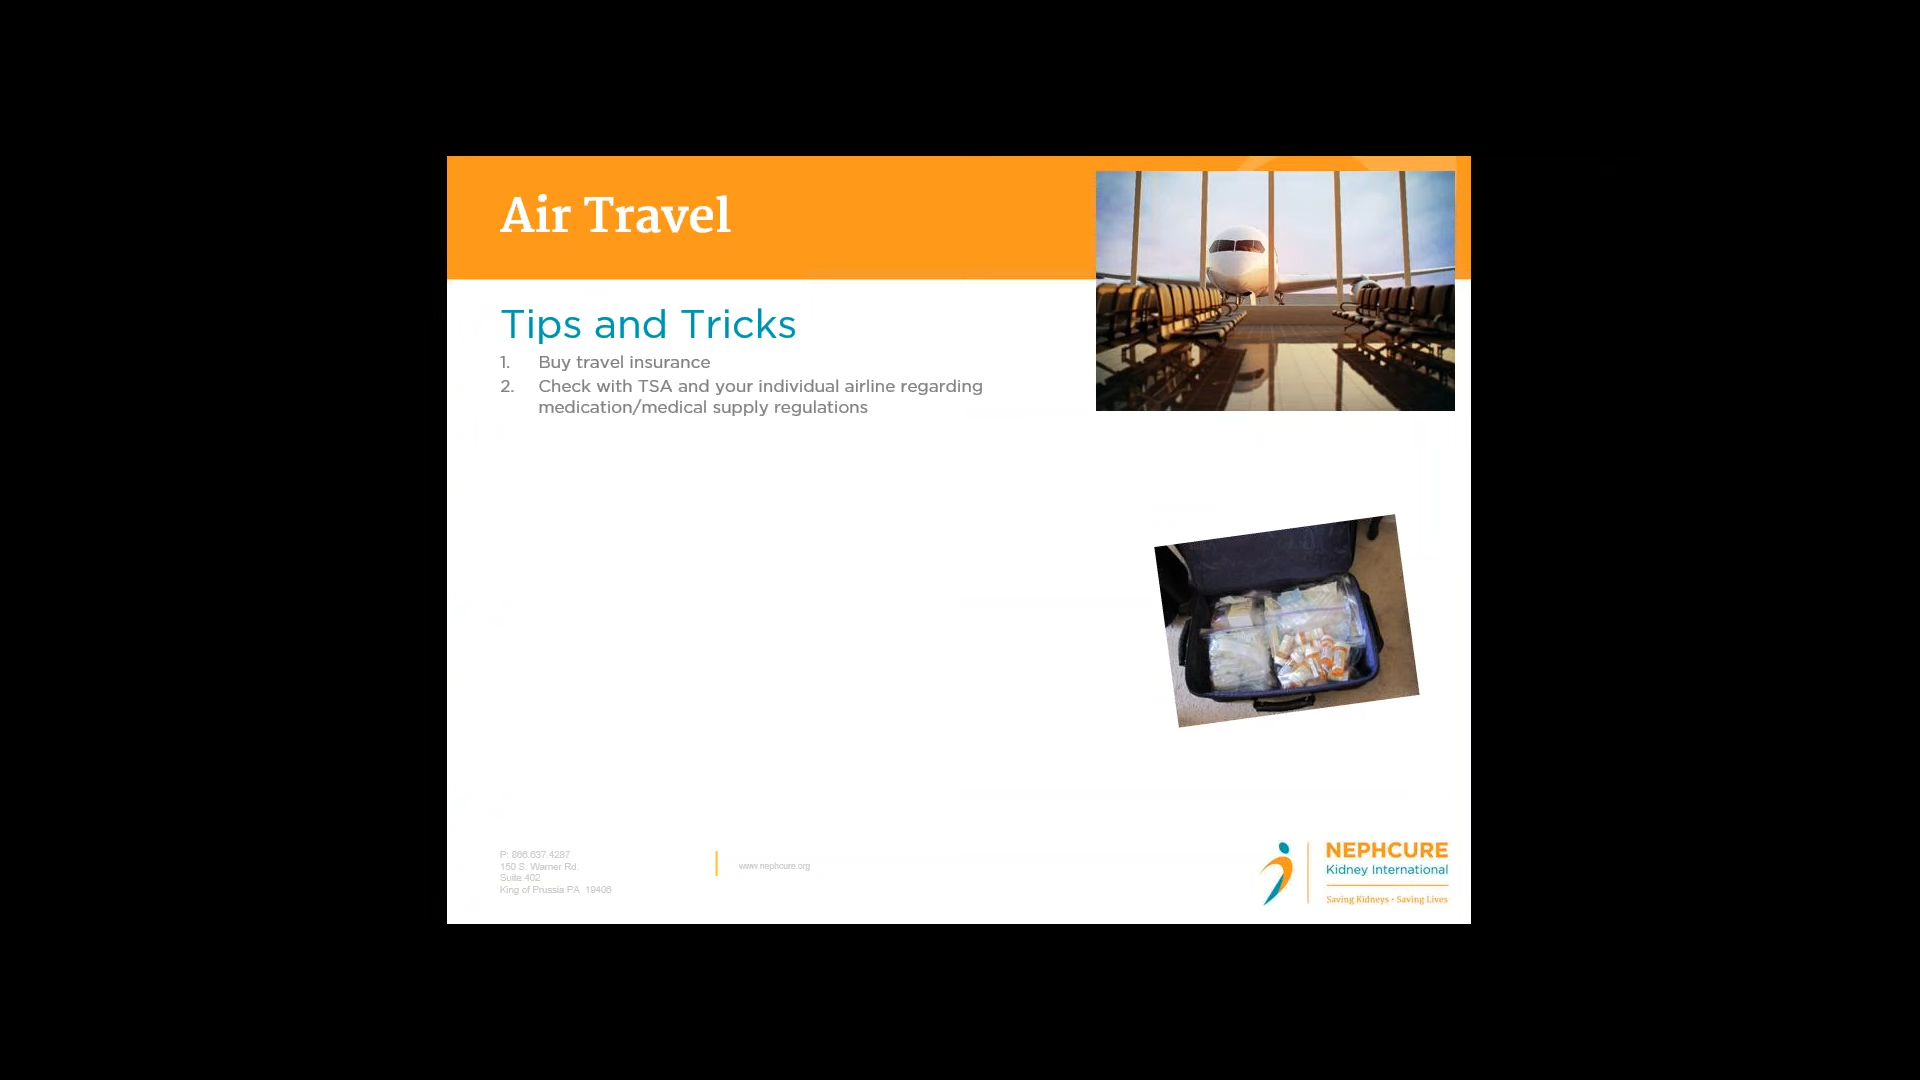 Air Travel
Tips and Tricks
1. Buy travel insurance
2. Check with TSA and your individual airline regarding
medication/medical supply regulations
P: 866.637.4287
150 S. Warner Rd.
Suite 402
King of Prussia PA. 19406
www.nephcure.org
NEPHCURE
Kidney International
Saving Kidneys • Saving Lives